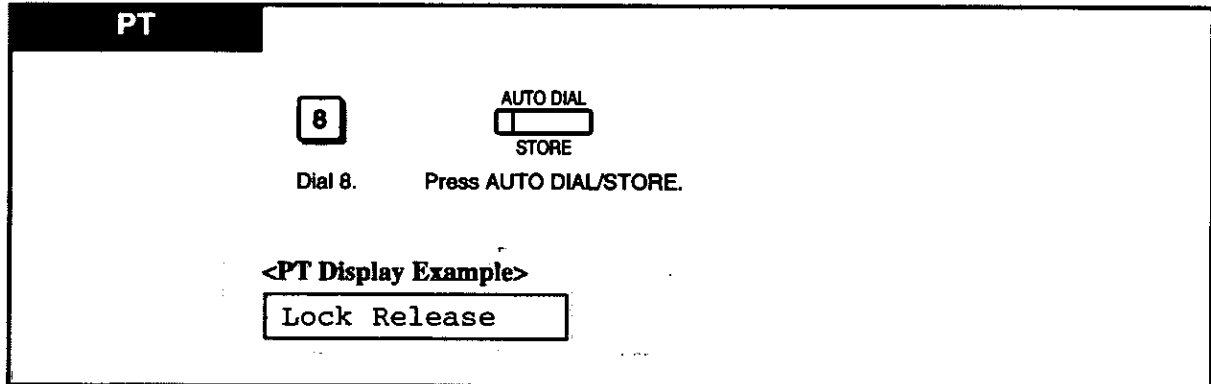 PT
8
AUTO DIAL
STORE
Dial 8. Press AUTO DIAL/STORE.
<PT Display Example>
Lock Release